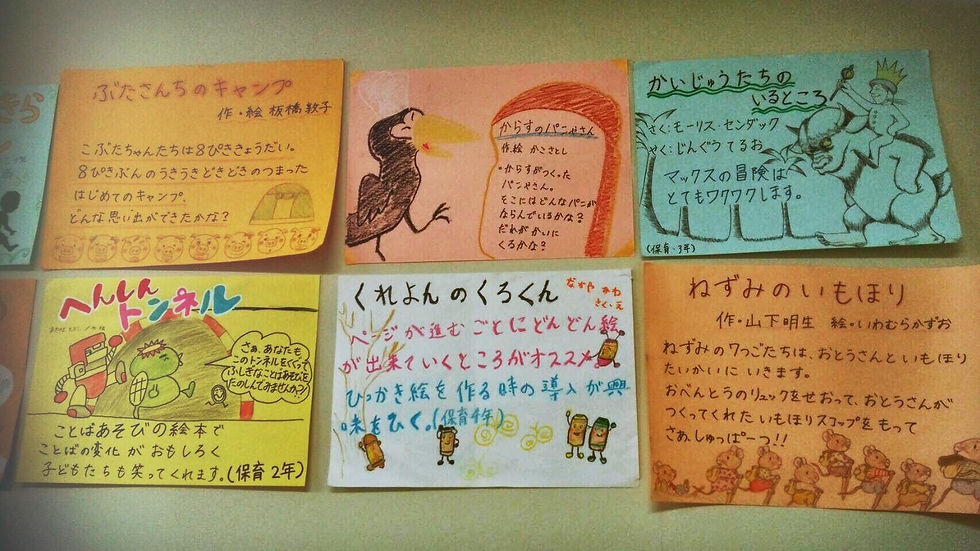 ぶたさんちのキャンプ
作・絵 板橋敦子
こぶたちゃんたちは8ぴききょうだい。
8ぴきぶんのうきうきどきどきのつまった
はじめてのキャンプ。
どんな思い出ができたかな?
からすのパンやさん
作.絵 かこさとし
・からすがつくった
パンやさん。
そこにはどんなパンが
ならんでいるかな?
だれがかいに
くるかな?
かいじゅうたちの
いるところ
さく:モーリス・センダック
やく:じんぐう てるお
マックスの冒険は
とてもワクワクします。
(保育・3年)
へんしん
トンネル
さぁ、あなたも
このトンネルをくぐって
ふしぎなことばあそびを
たのしんでみませんか?
ことばあそびの絵本で
ことばの変化がおもしろく
子どもたちも笑ってくれます。(保育2年)
くれよんのくろくん
なかや みわ
さく・え
ページが進むごとにどんどん絵
が出来ていくところがオススメ。
ひっかき絵を作る時の導入が興
味をひく。(保育4年)
ねずみのいもほり
作・山下明生 絵・いわむらかずお
ねずみの7つごたちは、おとうさんといもほり
たいかいに いきます。
おべんとうのリュックをせおって、おとうさんが
つくってくれた いもほりスコップを もって
さぁ、しゅっぱーつ!!